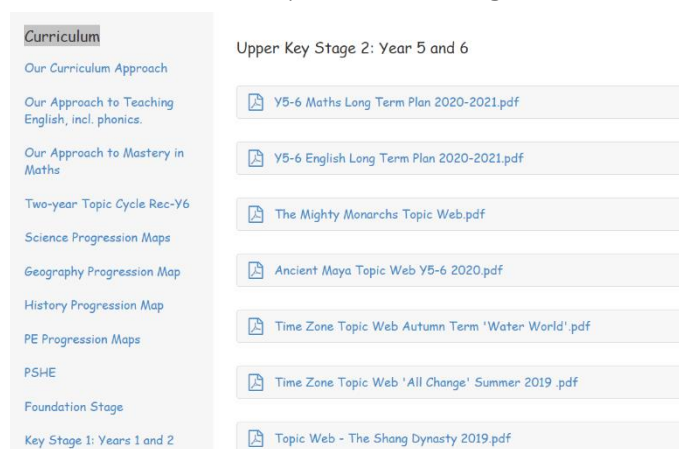 Curriculum
Our Curriculum Approach
Our Approach to Teaching
English, incl. phonics.
Our Approach to Mastery in
Maths
Two-year Topic Cycle Rec-Y6
Science Progression Maps
Geography Progression Map
History Progression Map
PE Progression Maps
PSHE
Foundation Stage
Key Stage 1: Years 1 and 2
Upper Key Stage 2: Year 5 and 6
Y5-6 Maths Long Term Plan 2020-2021.pdf
Y5-6 English Long Term Plan 2020-2021.pdf
The Mighty Monarchs Topic Web.pdf
Ancient Maya Topic Web Y5-6 2020.pdf
Time Zone Topic Web Autumn Term 'Water World'.pdf
Time Zone Topic Web 'All Change' Summer 2019 .pdf
Topic Web - The Shang Dynasty 2019.pdf